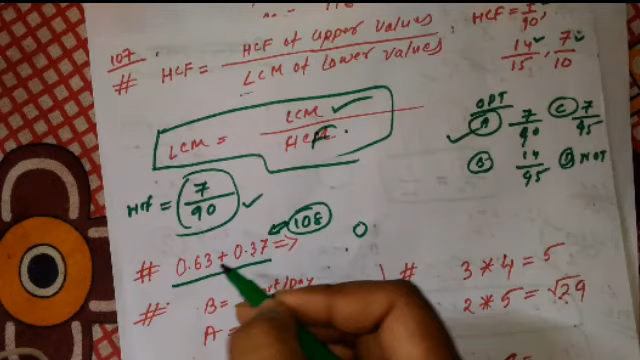 107
# HCF = HCF of upper values / LCM of lower values : HCF = 7/90,
14/15, 7/10
LCM = LCM / HCF
OPT
A 7/90 C 7/45
B 14/45 D NOT
HCF = 7/90
108
# 0.63 + 0.37 =>
# B =
A =
# 3 * 4 = 5
2 * 5 = √29